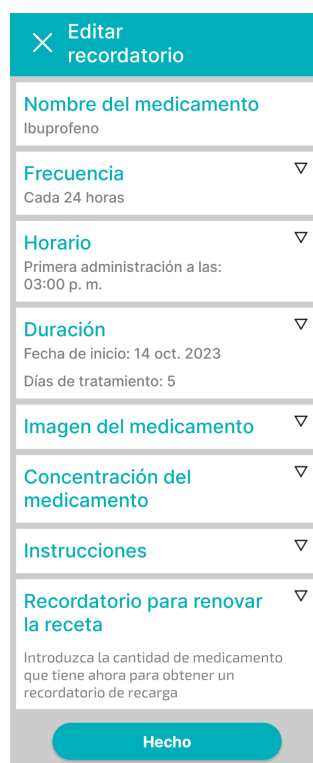 Editar
recordatorio
Nombre del medicamento
Ibuprofeno
Frecuencia
Cada 24 horas
Horario
Primera administración a las:
03:00 p. m.
Duración
Fecha de inicio: 14 oct. 2023
Días de tratamiento: 5
Imagen del medicamento
Concentración del
medicamento
Instrucciones
Recordatorio para renovar
la receta
Introduzca la cantidad de medicamento
que tiene ahora para obtener un
recordatorio de recarga
Hecho